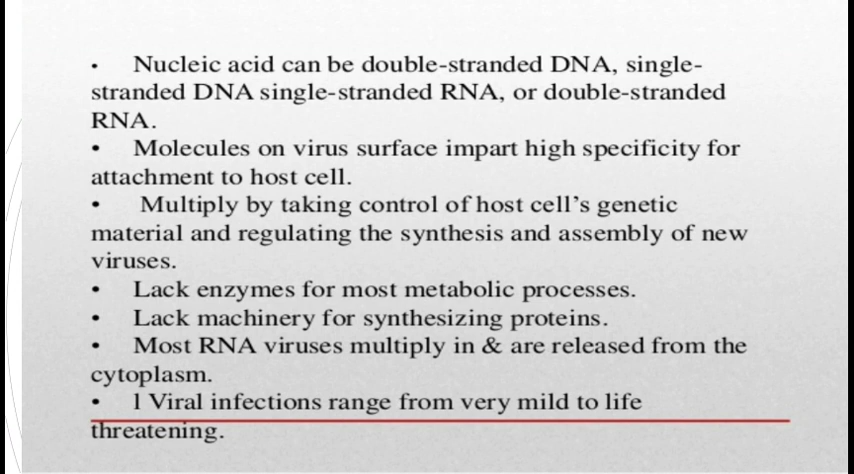 • Nucleic acid can be double-stranded DNA, single-
stranded DNA single-stranded RNA, or double-stranded
RNA.
• Molecules on virus surface impart high specificity for
attachment to host cell.
• Multiply by taking control of host cell’s genetic
material and regulating the synthesis and assembly of new
viruses.
• Lack enzymes for most metabolic processes.
• Lack machinery for synthesizing proteins.
• Most RNA viruses multiply in & are released from the
cytoplasm.
• l Viral infections range from very mild to life
threatening.